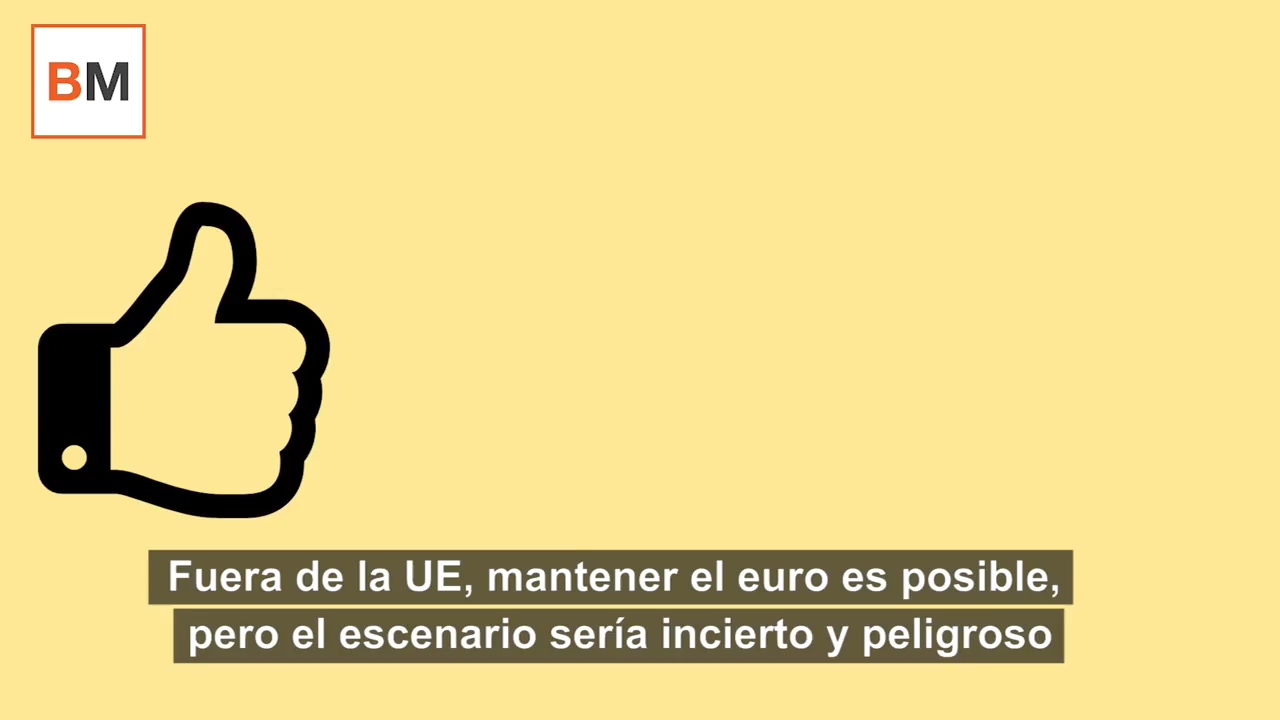 BM
Fuera de la UE, mantener el euro es posible,
pero el escenario sería incierto y peligroso